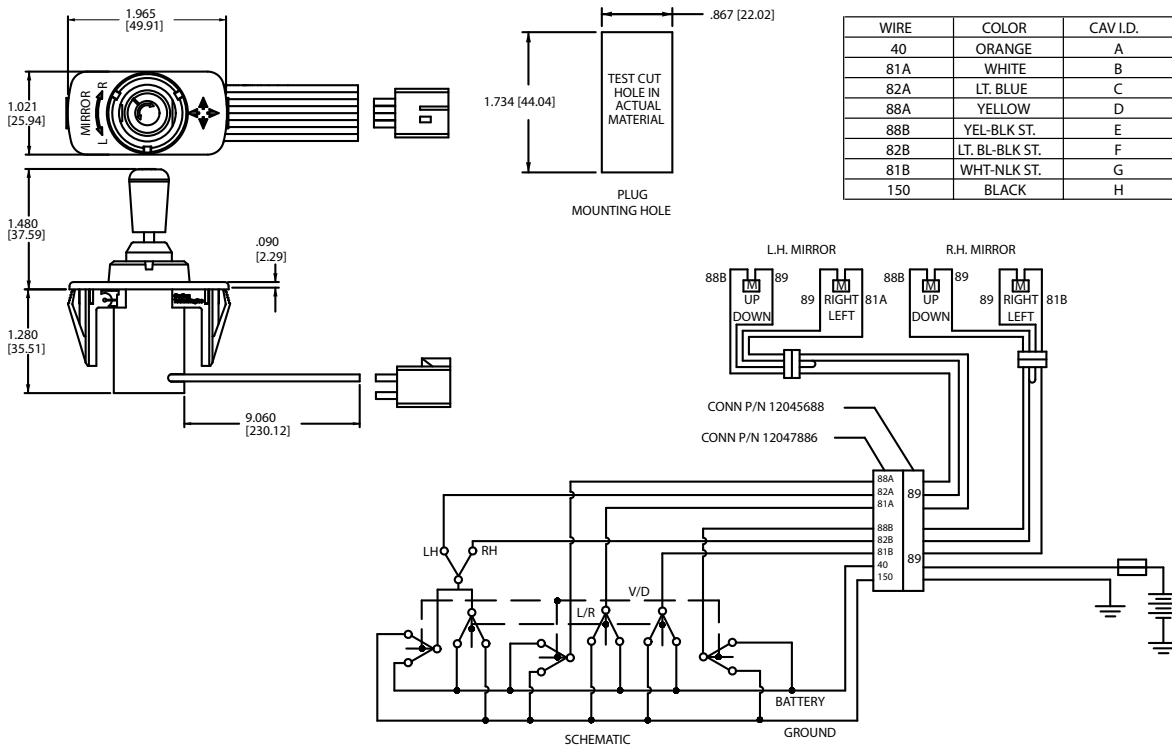 1.965
[49.91]
1.021
[25.94]
MIRROR
R
L
1.480
[37.59]
.090
[2.29]
1.280
[35.51]
9.060
[230.12]
.867 [22.02]
1.734 [44.04]
TEST CUT
HOLE IN
ACTUAL
MATERIAL
PLUG
MOUNTING HOLE
WIRE COLOR CAV I.D.
40 ORANGE A
81A WHITE B
82A LT. BLUE C
88A YELLOW D
88B YEL-BLK ST. E
82B LT. BL-BLK ST. F
81B WHT-NLK ST. G
150 BLACK H
L.H. MIRROR R.H. MIRROR
88B 89 88B 89
M M M M
UP 89 RIGHT 81A UP 89 RIGHT 81B
DOWN LEFT DOWN LEFT
CONN P/N 12045688
CONN P/N 12047886
88A
82A 89
81A
88B
82B
81B 89
40
150
LH RH
V/D
L/R
BATTERY
GROUND
SCHEMATIC